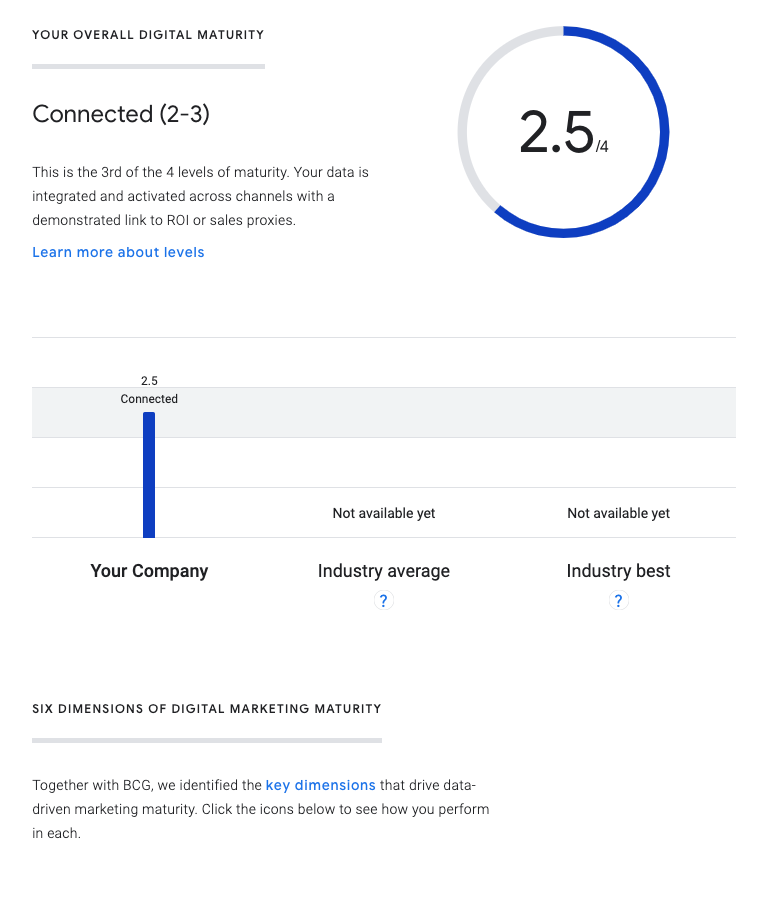 YOUR OVERALL DIGITAL MATURITY
Connected (2-3)
This is the 3rd of the 4 levels of maturity. Your data is
integrated and activated across channels with a
demonstrated link to ROI or sales proxies.
Learn more about levels
2.5/4
2.5
Connected
Not available yet
Not available yet
Your Company
Industry average
Industry best
?
?
SIX DIMENSIONS OF DIGITAL MARKETING MATURITY
Together with BCG, we identified the key dimensions that drive data-
driven marketing maturity. Click the icons below to see how you perform
in each.